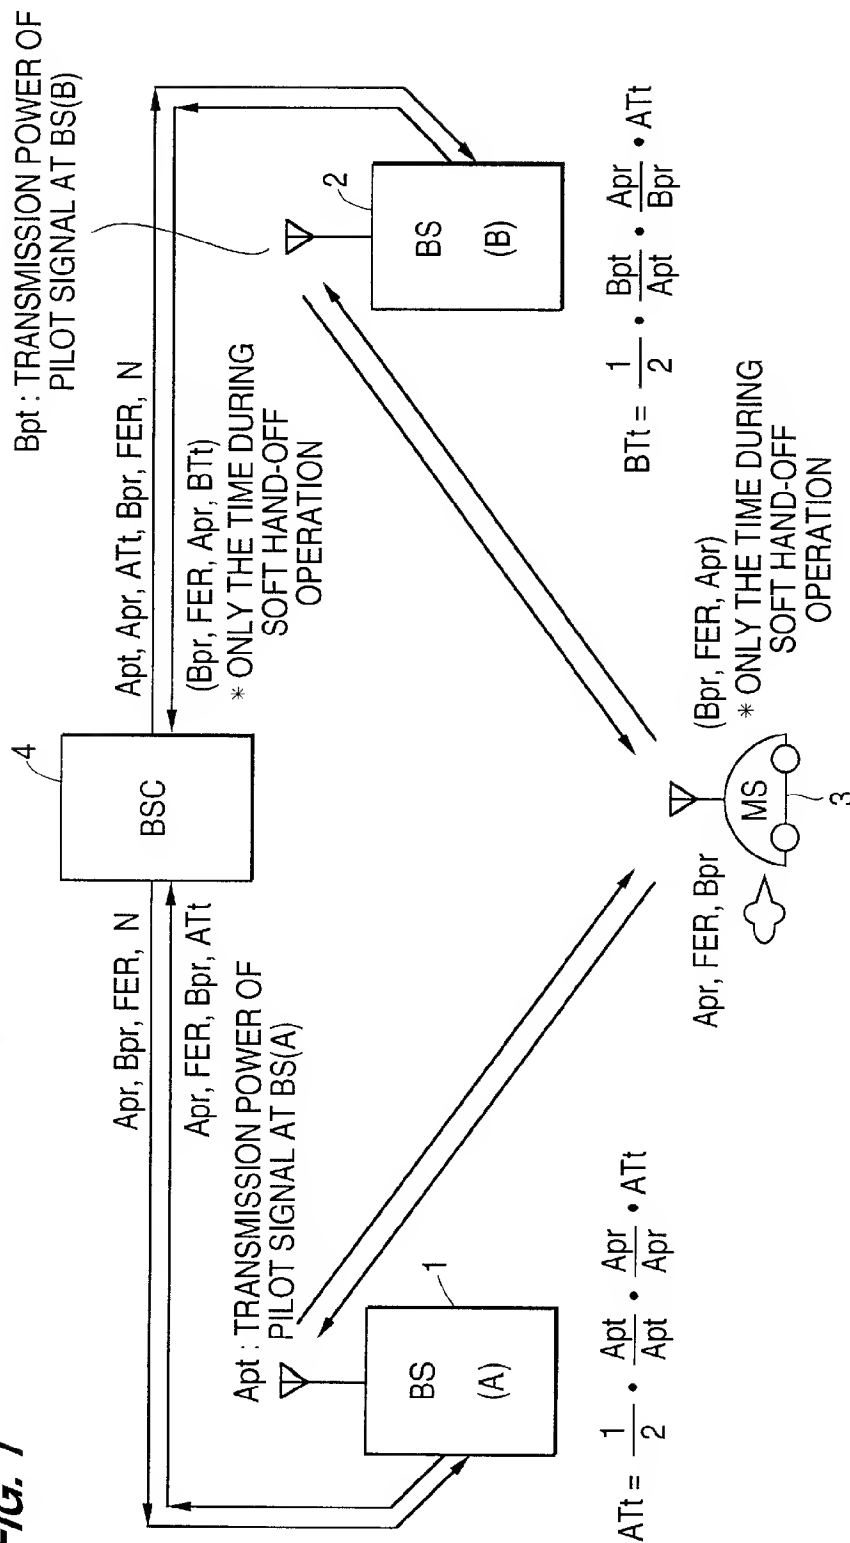 FIG. 1
Bpt : TRANSMISSION POWER OF
PILOT SIGNAL AT BS(B)
4
BSC
Apr, Bpr, FER, N
Apr, FER, Bpr, ATt
Apt, Apr, ATt, Bpr, FER, N
(Bpr, FER, Apr, BTt)
* ONLY THE TIME DURING
SOFT HAND-OFF
OPERATION
Apt : TRANSMISSION POWER OF
PILOT SIGNAL AT BS(A)
1
BS
(A)
2
BS
(B)
ATt = 1/2 • Apt/Apt • Apr/Apr • ATt
BTt = 1/2 • Bpt/Apt • Apr/Bpr • ATt
Apr, FER, Bpr
MS
3
(Bpr, FER, Apr)
* ONLY THE TIME DURING
SOFT HAND-OFF
OPERATION